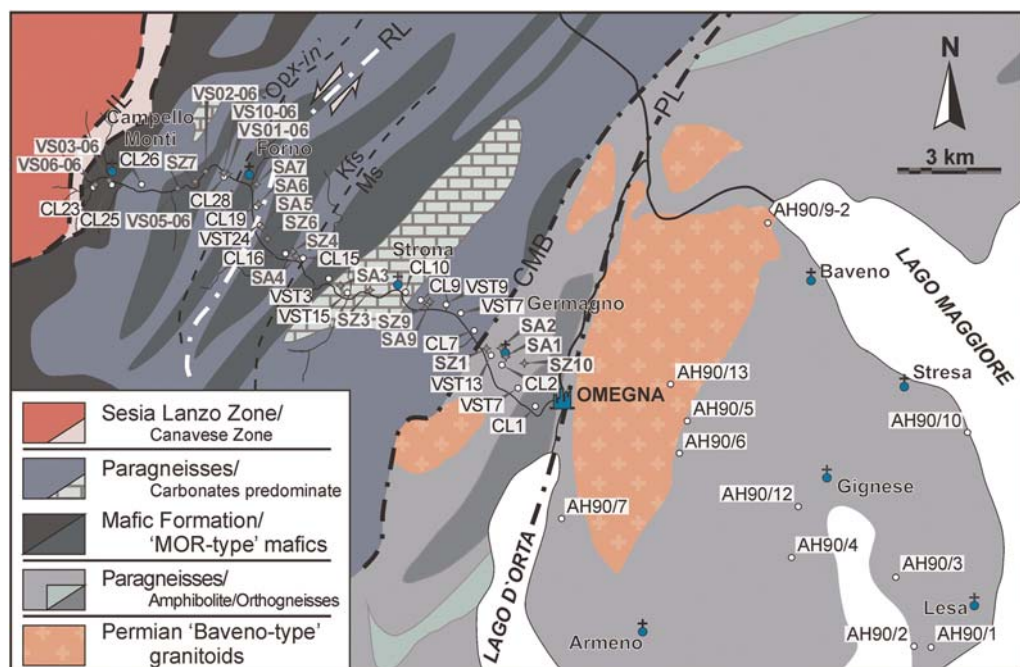 N
3 km
IL
'Opx-in'
RL
Kfs
Ms
CMB
PL
VS02-06
VS10-06
VS01-06
Campello
Monti
Forno
VS03-06
VS06-06
CL26
SZ7
SA7
SA6
SA5
SZ6
SZ4
CL15
CL23
CL25
VS05-06
CL28
CL19
VST24
CL16
SA4
VST3
VST15
SZ3
SA3
Strona
CL10
CL9
VST9
VST7
SZ9
SA9
Germagno
SA2
SA1
SZ10
CL7
SZ1
CL2
VST13
VST7
CL1
OMEGNA
AH90/9-2
Baveno
LAGO MAGGIORE
Stresa
AH90/13
AH90/5
AH90/6
AH90/10
Gignese
AH90/12
AH90/7
AH90/4
AH90/3
Lesa
AH90/2
AH90/1
Armeno
LAGO D'ORTA
Sesia Lanzo Zone/
Canavese Zone
Paragneisses/
Carbonates predominate
Mafic Formation/
'MOR-type' mafics
Paragneisses/
Amphibolite/Orthogneisses
Permian 'Baveno-type'
granitoids